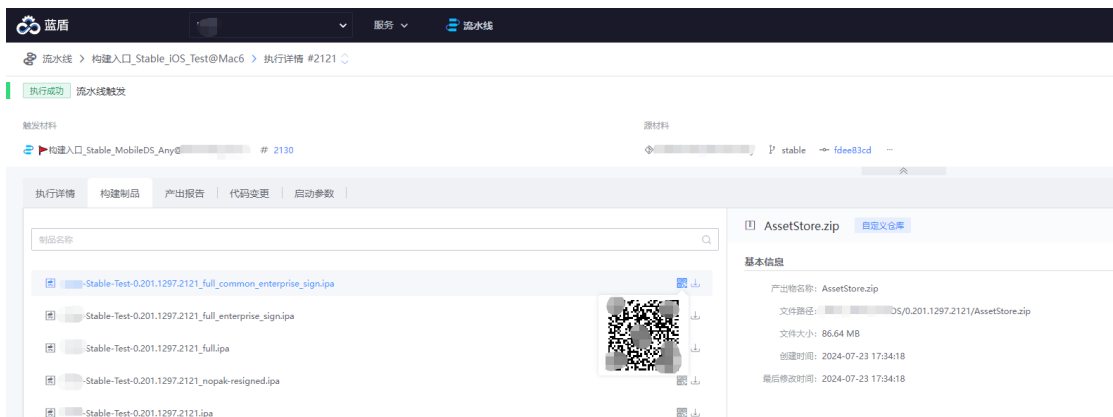 蓝盾 服务 流水线
流水线 > 构建入口_Stable_iOS_Test@Mac6 > 执行详情 #2121
执行成功 流水线触发
触发材料 源材料
构建入口_Stable_MobileDS_Any@ # 2130 stable fdee83cd ...
执行详情 构建制品 产出报告 代码变更 启动参数
AssetStore.zip 自定义仓库
制品名称
基本信息
-Stable-Test-0.201.1297.2121_full_common_enterprise_sign.ipa
产出物名称: AssetStore.zip
-Stable-Test-0.201.1297.2121_full_enterprise_sign.ipa
文件路径: DS/0.201.1297.2121/AssetStore.zip
文件大小: 86.64 MB
-Stable-Test-0.201.1297.2121_full.ipa
创建时间: 2024-07-23 17:34:18
-Stable-Test-0.201.1297.2121_nopak-resigned.ipa
最后修改时间: 2024-07-23 17:34:18
-Stable-Test-0.201.1297.2121.ipa